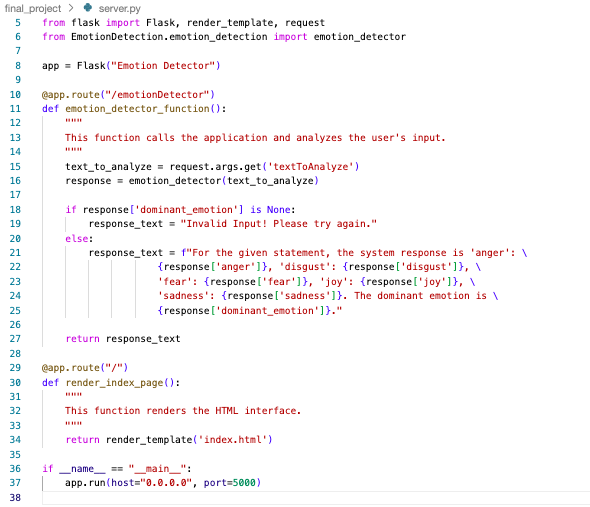 final_project > server.py
5 from flask import Flask, render_template, request
6 from EmotionDetection.emotion_detection import emotion_detector
7
8 app = Flask("Emotion Detector")
9
10 @app.route("/emotionDetector")
11 def emotion_detector_function():
12     """
13     This function calls the application and analyzes the user's input.
14     """
15     text_to_analyze = request.args.get('textToAnalyze')
16     response = emotion_detector(text_to_analyze)
17
18     if response['dominant_emotion'] is None:
19         response_text = "Invalid Input! Please try again."
20     else:
21         response_text = f"For the given statement, the system response is 'anger': \
22                     {response['anger']}, 'disgust': {response['disgust']}, \
23                     'fear': {response['fear']}, 'joy': {response['joy']}, \
24                     'sadness': {response['sadness']}. The dominant emotion is \
25                     {response['dominant_emotion']}."
26
27     return response_text
28
29 @app.route("/")
30 def render_index_page():
31     """
32     This function renders the HTML interface.
33     """
34     return render_template('index.html')
35
36 if __name__ == "__main__":
37     app.run(host="0.0.0.0", port=5000)
38